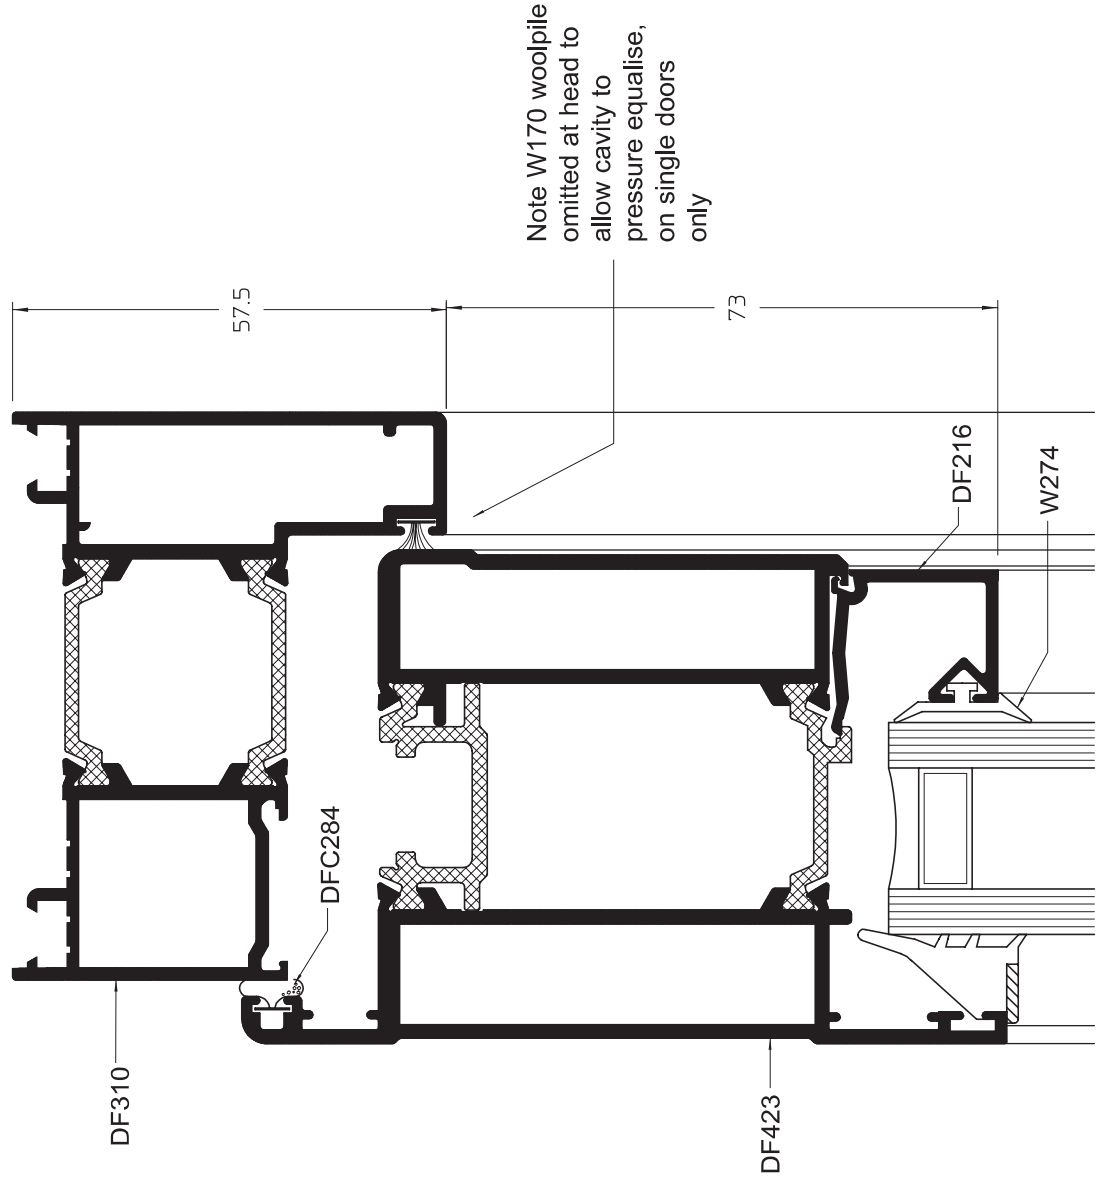 Note W170 woolpile
omitted at head to
allow cavity to
pressure equalise,
on single doors
only
57.5
73
DF216
W274
DFC284
DF310
DF423